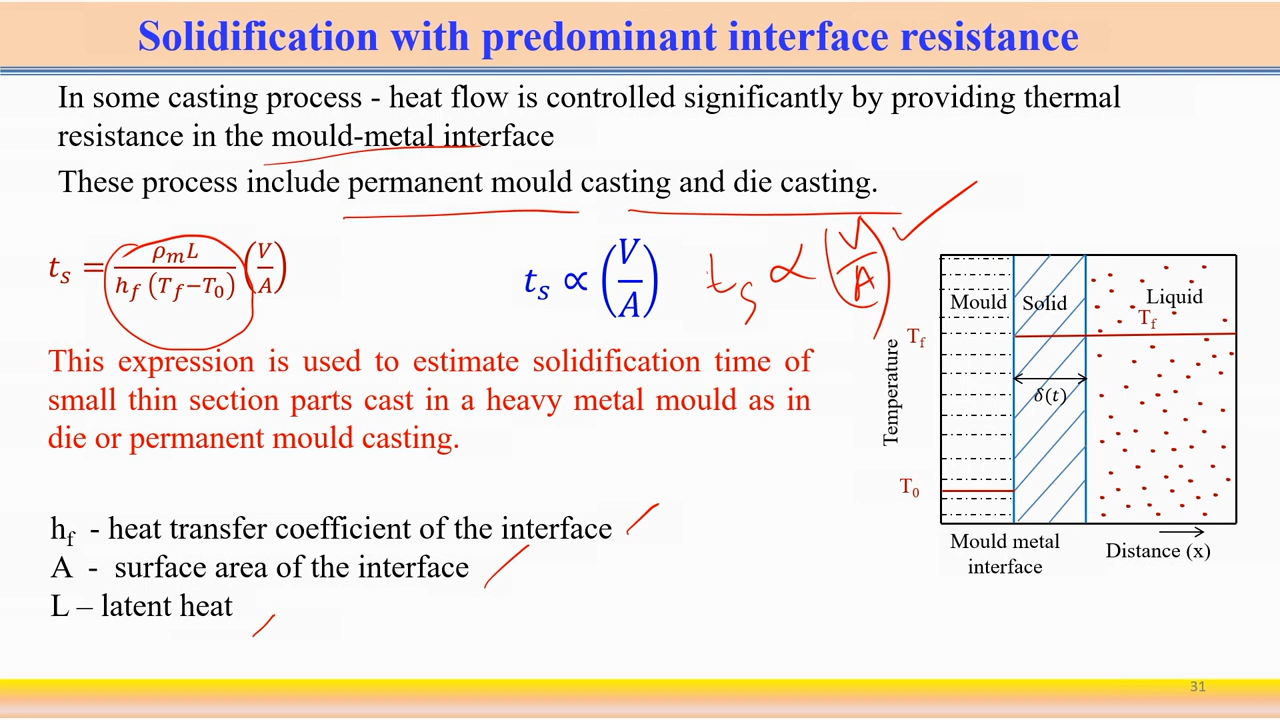 Solidification with predominant interface resistance
In some casting process - heat flow is controlled significantly by providing thermal
resistance in the mould-metal interface
These process include permanent mould casting and die casting.
t_s = \frac{ρ_m L}{h_f (T_f−T_0)} (\frac{V}{A})
t_s ∝ (\frac{V}{A})
t_s ∝ (\frac{V}{A})
This expression is used to estimate solidification time of
small thin section parts cast in a heavy metal mould as in
die or permanent mould casting.
h_f - heat transfer coefficient of the interface
A - surface area of the interface
L – latent heat
Mould
Solid
Liquid
T_f
T_f
δ(t)
Temperature
T_0
Mould metal
interface
Distance (x)
31